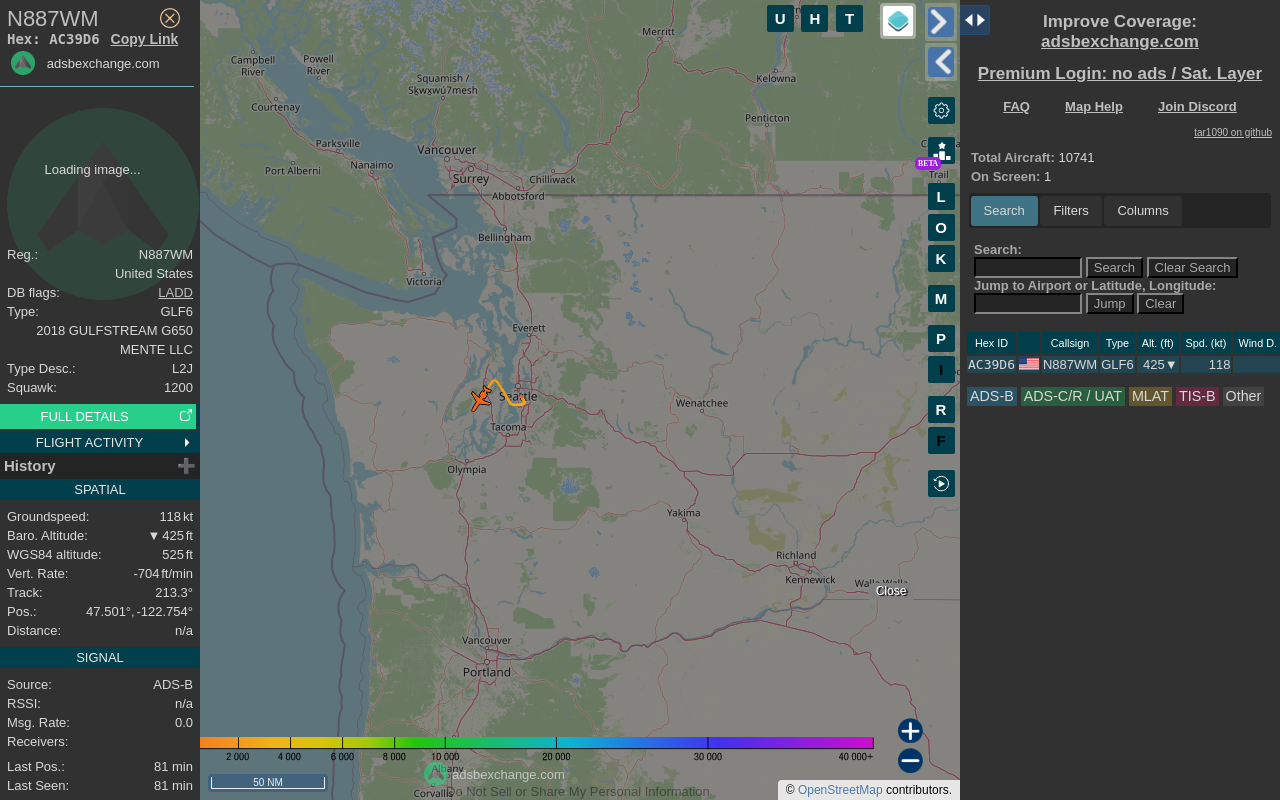 N887WM
Hex: AC39D6 Copy Link
adsbexchange.com
Loading image...
Reg.: N887WM
United States
DB flags: LADD
Type: GLF6
2018 GULFSTREAM G650
MENTE LLC
Type Desc.: L2J
Squawk: 1200
FULL DETAILS
FLIGHT ACTIVITY
History
SPATIAL
Groundspeed: 118 kt
Baro. Altitude: ▼ 425 ft
WGS84 altitude: 525 ft
Vert. Rate: -704 ft/min
Track: 213.3°
Pos.: 47.501°, -122.754°
Distance: n/a
SIGNAL
Source: ADS-B
RSSI: n/a
Msg. Rate: 0.0
Receivers:
Last Pos.: 81 min
Last Seen: 81 min
U H T
Merritt
Campbell River
Powell River
Squamish / Sḵwx̱wú7mesh
Kelowna
Courtenay
Penticton
Parksville
Vancouver
Port Alberni
Nanaimo
Surrey
Chilliwack
Abbotsford
BETA
Trail
Bellingham
Victoria
Everett
Seattle
Tacoma
Wenatchee
Olympia
Yakima
Richland
Kennewick
Walla Walla
Close
Vancouver
Portland
Albany
Corvallis
L
O
K
M
P
I
R
F
2 000 4 000 6 000 8 000 10 000 20 000 30 000 40 000+
50 NM
adsbexchange.com
Do Not Sell or Share My Personal Information
© OpenStreetMap contributors.
Improve Coverage:
adsbexchange.com
Premium Login: no ads / Sat. Layer
FAQ Map Help Join Discord
tar1090 on github
Total Aircraft: 10741
On Screen: 1
Search Filters Columns
Search:
Search Clear Search
Jump to Airport or Latitude, Longitude:
Jump Clear
Hex ID Callsign Type Alt. (ft) Spd. (kt) Wind D.
AC39D6 N887WM GLF6 425▼ 118
ADS-B ADS-C/R / UAT MLAT TIS-B Other